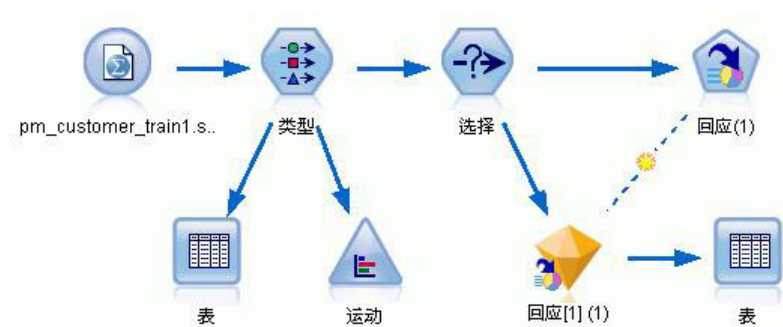 pm_customer_train1.s..
类型
选择
回应(1)
表
运动
回应[1] (1)
表